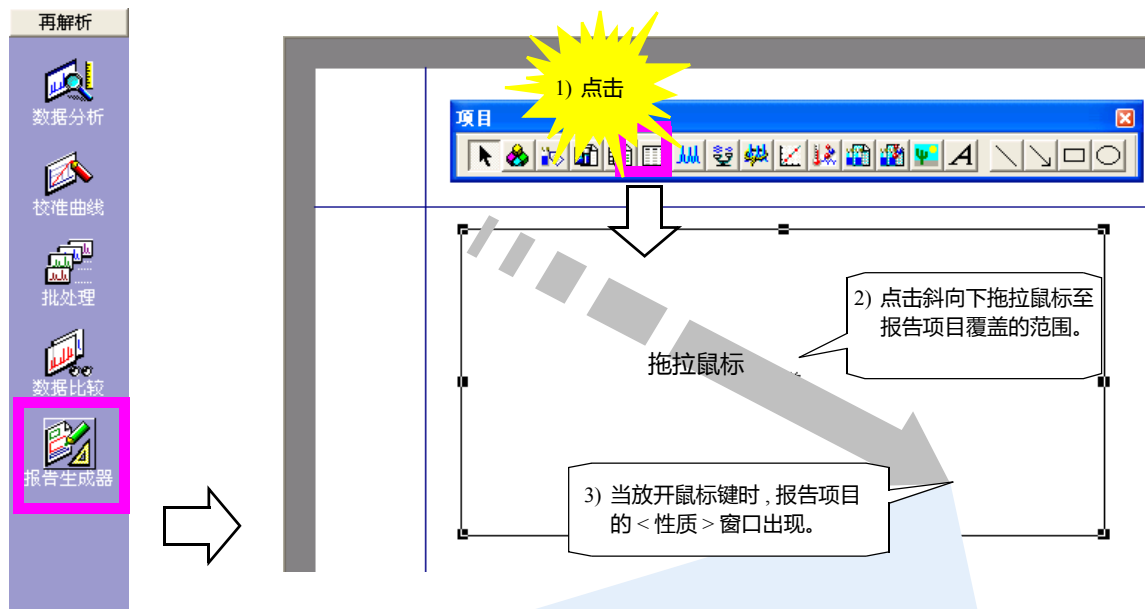 再解析
数据分析
校准曲线
批处理
数据比较
报告生成器
1) 点击
项目
拖拉鼠标
2) 点击斜向下拖拉鼠标至
报告项目覆盖的范围。
3) 当放开鼠标键时 , 报告项目
的 < 性质 > 窗口出现。